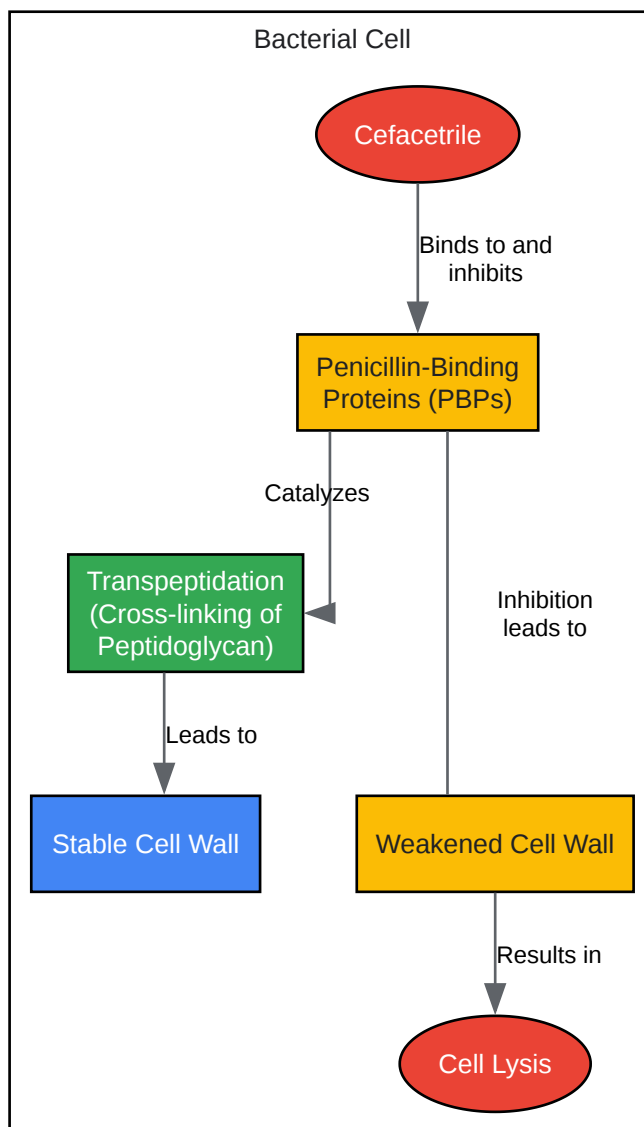 Bacterial Cell
Cefacetrile
Binds to and
inhibits
Penicillin-Binding
Proteins (PBPs)
Catalyzes
Transpeptidation
(Cross-linking of
Peptidoglycan)
Inhibition
leads to
Leads to
Stable Cell Wall
Weakened Cell Wall
Results in
Cell Lysis